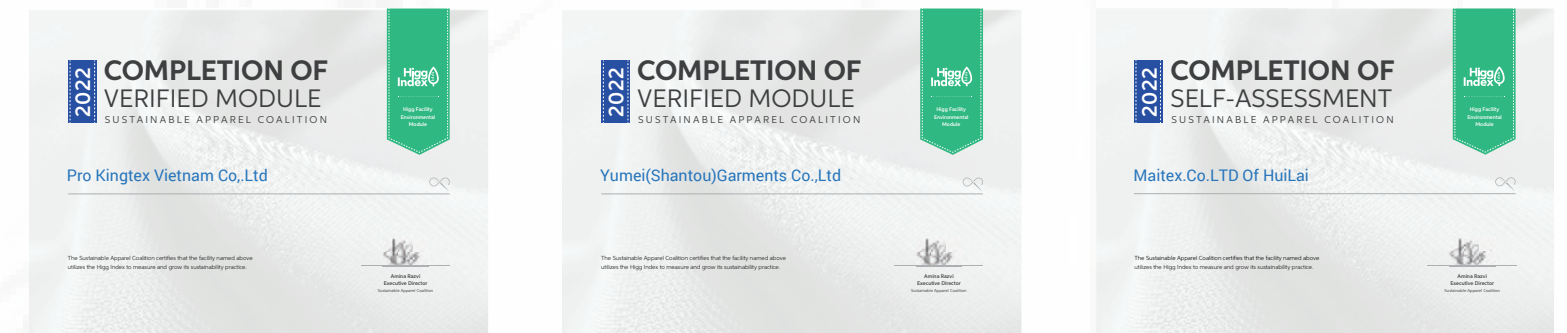 2022
COMPLETION OF
VERIFIED MODULE
SUSTAINABLE APPAREL COALITION
Higg
Index
Higg Facility
Environmental
Module
Pro Kingtex Vietnam Co,.Ltd
The Sustainable Apparel Coalition certifies that the facility named above
utilizes the Higg Index to measure and grow its sustainability practice.
Amina Razvi
Executive Director
Sustainable Apparel Coalition
2022
COMPLETION OF
VERIFIED MODULE
SUSTAINABLE APPAREL COALITION
Higg
Index
Higg Facility
Environmental
Module
Yumei(Shantou)Garments Co.,Ltd
The Sustainable Apparel Coalition certifies that the facility named above
utilizes the Higg Index to measure and grow its sustainability practice.
Amina Razvi
Executive Director
Sustainable Apparel Coalition
2022
COMPLETION OF
SELF-ASSESSMENT
SUSTAINABLE APPAREL COALITION
Higg
Index
Higg Facility
Environmental
Module
Maitex.Co.LTD Of HuiLai
The Sustainable Apparel Coalition certifies that the facility named above
utilizes the Higg Index to measure and grow its sustainability practice.
Amina Razvi
Executive Director
Sustainable Apparel Coalition